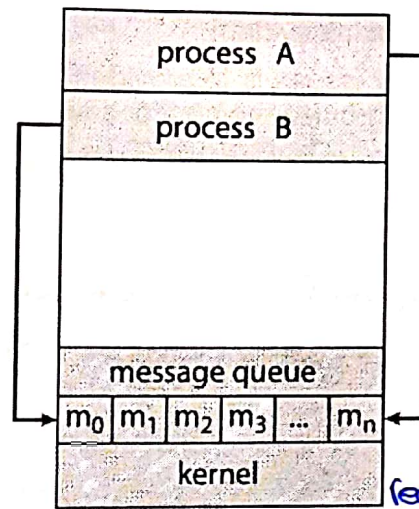 process A
process B
message queue
m₀ m₁ m₂ m₃ ... mₙ
kernel